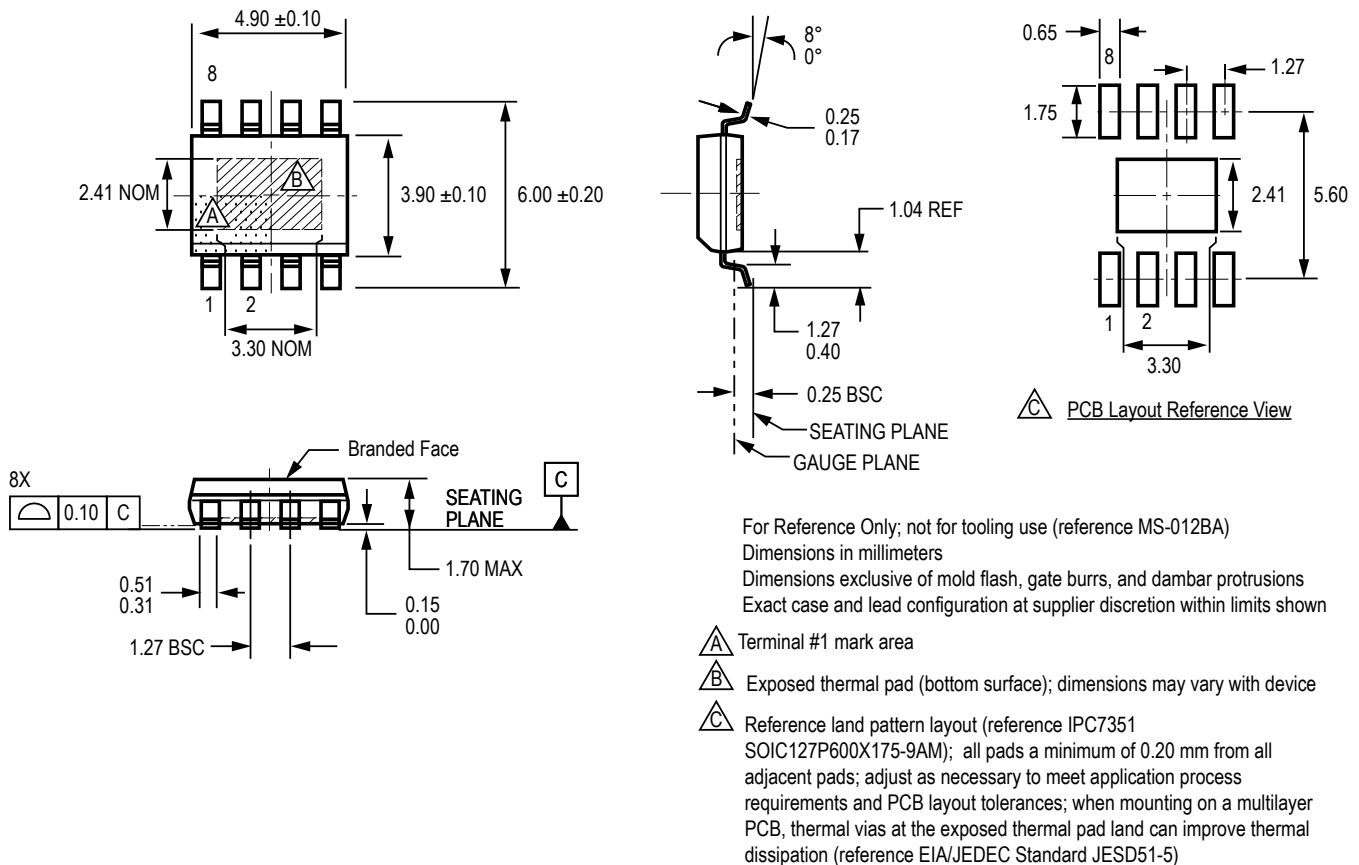 4.90 ±0.10
8
2.41 NOM
B
A
3.90 ±0.10
6.00 ±0.20
1 2
3.30 NOM
8°
0°
0.25
0.17
1.04 REF
1.27
0.40
0.25 BSC
SEATING PLANE
GAUGE PLANE
0.65
8
1.27
1.75
2.41
5.60
1 2
3.30
C PCB Layout Reference View
Branded Face
8X
0.10 C
SEATING
PLANE
C
1.70 MAX
0.51
0.31
0.15
0.00
1.27 BSC
For Reference Only; not for tooling use (reference MS-012BA)
Dimensions in millimeters
Dimensions exclusive of mold flash, gate burrs, and dambar protrusions
Exact case and lead configuration at supplier discretion within limits shown
A Terminal #1 mark area
B Exposed thermal pad (bottom surface); dimensions may vary with device
C Reference land pattern layout (reference IPC7351
SOIC127P600X175-9AM); all pads a minimum of 0.20 mm from all
adjacent pads; adjust as necessary to meet application process
requirements and PCB layout tolerances; when mounting on a multilayer
PCB, thermal vias at the exposed thermal pad land can improve thermal
dissipation (reference EIA/JEDEC Standard JESD51-5)